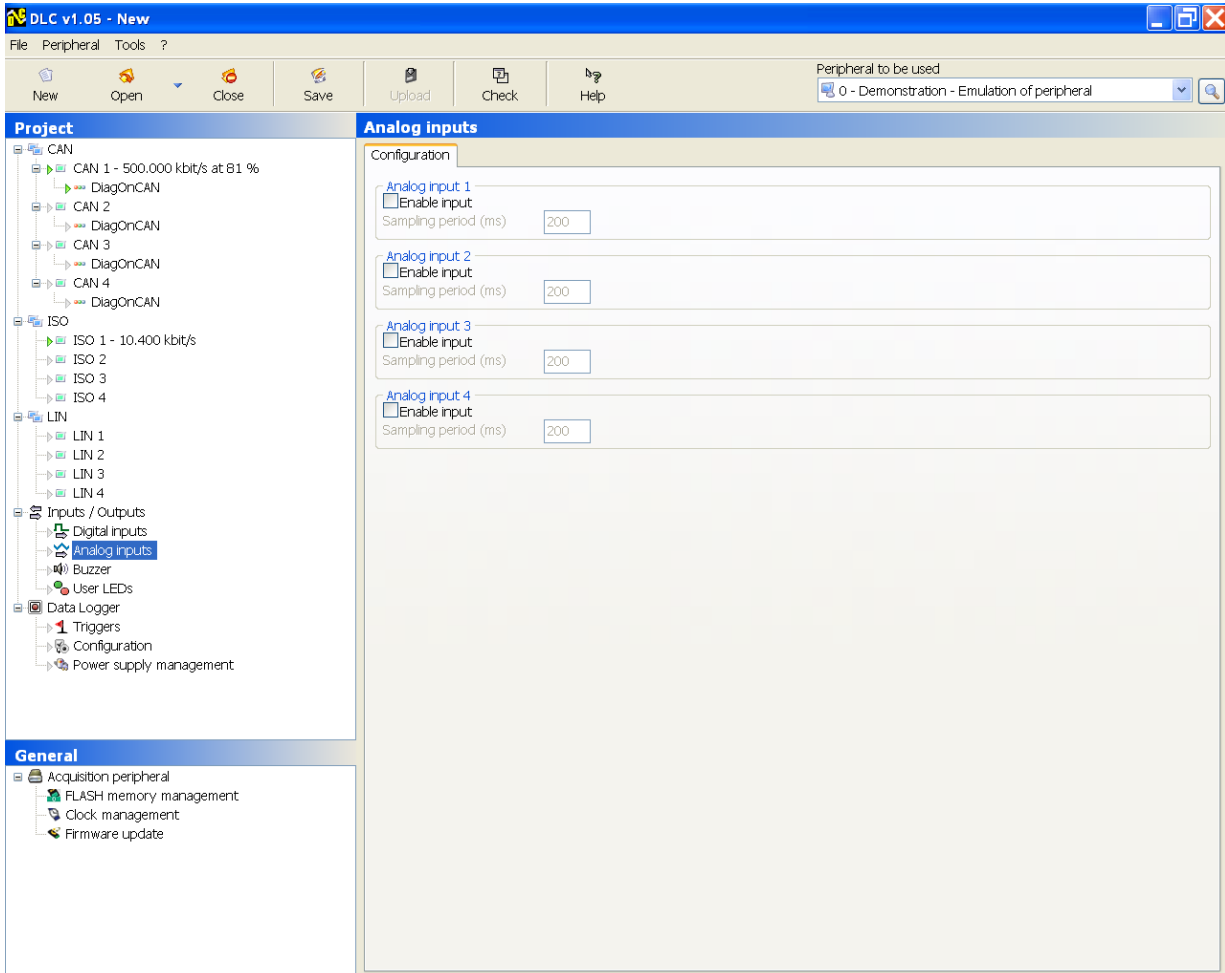 DLC v1.05 - New
File Peripheral Tools ?
New Open Close Save Upload Check Help
Peripheral to be used
0 - Demonstration - Emulation of peripheral
Project
CAN
CAN 1 - 500.000 kbit/s at 81 %
DiagOnCAN
CAN 2
DiagOnCAN
CAN 3
DiagOnCAN
CAN 4
DiagOnCAN
ISO
ISO 1 - 10.400 kbit/s
ISO 2
ISO 3
ISO 4
LIN
LIN 1
LIN 2
LIN 3
LIN 4
Inputs / Outputs
Digital inputs
Analog inputs
Buzzer
User LEDs
Data Logger
Triggers
Configuration
Power supply management
General
Acquisition peripheral
FLASH memory management
Clock management
Firmware update
Analog inputs
Configuration
Analog input 1
Enable input
Sampling period (ms) 200
Analog input 2
Enable input
Sampling period (ms) 200
Analog input 3
Enable input
Sampling period (ms) 200
Analog input 4
Enable input
Sampling period (ms) 200